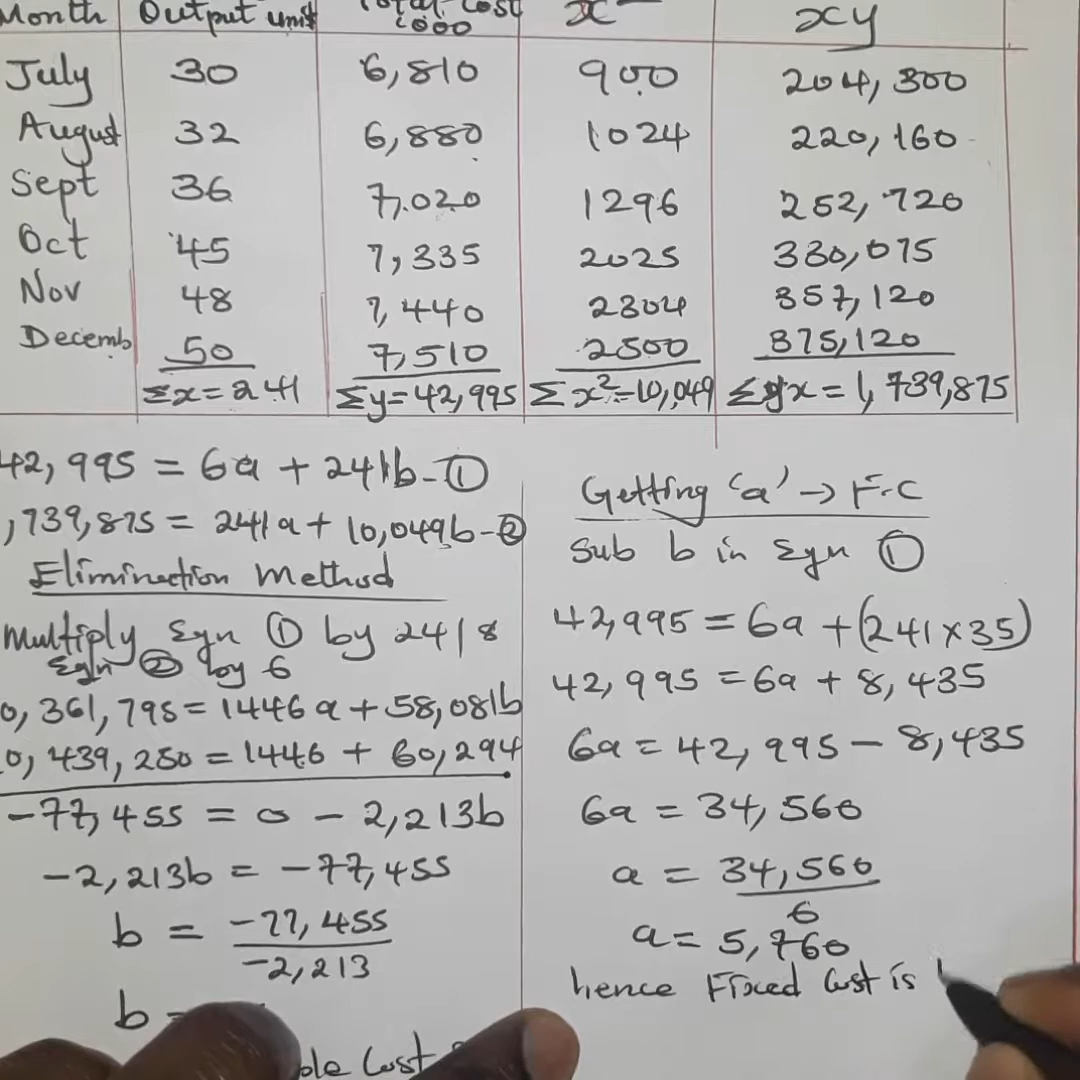 Month Output unit Total Cost x² xy
'000
July 30 6,810 900 204,300
August 32 6,880 1024 220,160
Sept 36 7,020 1296 252,720
Oct 45 7,335 2025 330,075
Nov 48 7,440 2304 357,120
Decemb 50 7,510 2500 375,120
Σx = 241 Σy = 42,995 Σx² = 10,049 Σyx = 1,739,875
42,995 = 6a + 241b - ①
,739,875 = 241a + 10,049b - ②
Elimination Method
Multiply Eqn ① by 241 &
Eqn ② by 6
0,361,795 = 1446a + 58,081b
0,439,250 = 1446 + 60,294
-77,455 = 0 - 2,213b
-2,213b = -77,455
b = -77,455
-2,213
b =
ble Cost
Getting 'a' → F.C
Sub b in Eqn ①
42,995 = 6a + (241 x 35)
42,995 = 6a + 8,435
6a = 42,995 - 8,435
6a = 34,560
a = 34,560
6
a = 5,760
hence Fixed Cost is